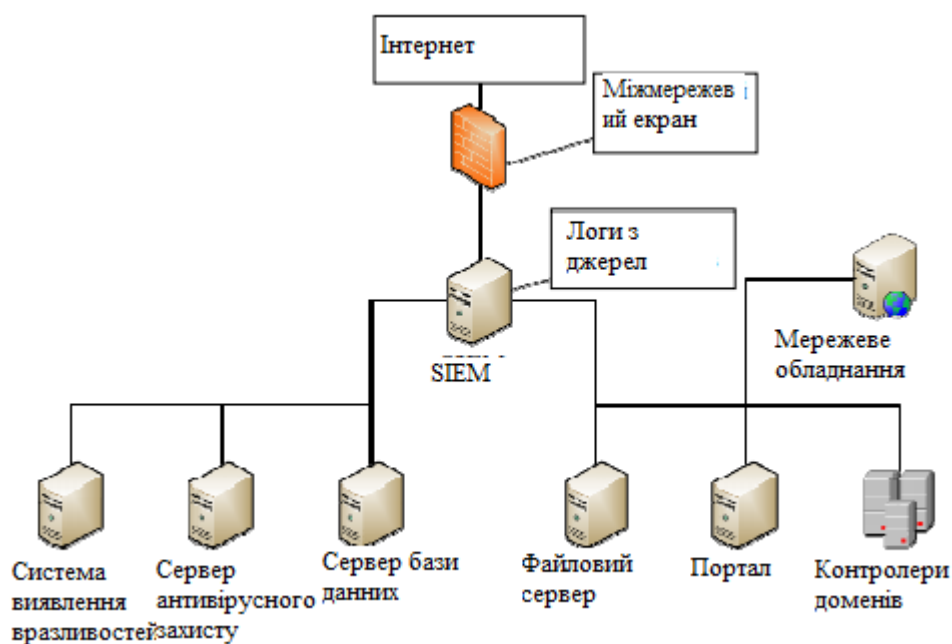 Інтернет
Міжмережев і
ий екран
Логи з
джерел
SIEM
Мережеве
обладнання
Система
виявлення
вразливостей
Сервер
антивірусного
захисту
Сервер бази
данних
Файловий
сервер
Портал
Контролери
доменів